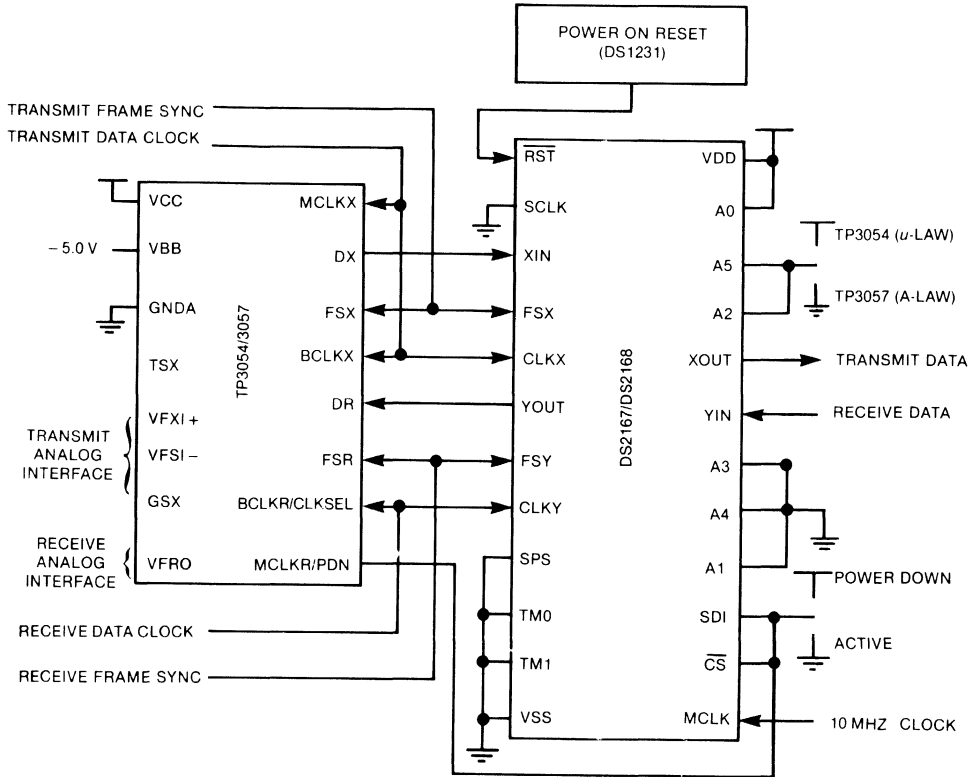 POWER ON RESET
(DS1231)
TRANSMIT FRAME SYNC
TRANSMIT DATA CLOCK
VCC
VBB
GNDA
TSX
VFXI+
VFSI−
GSX
VFRO
− 5.0 V
TRANSMIT
ANALOG
INTERFACE
RECEIVE
ANALOG
INTERFACE
TP3054/3057
MCLKX
DX
FSX
BCLKX
DR
FSR
BCLKR/CLKSEL
MCLKR/PDN
RECEIVE DATA CLOCK
RECEIVE FRAME SYNC
RST
SCLK
XIN
FSX
CLKX
YOUT
FSY
CLKY
SPS
TM0
TM1
VSS
DS2167/DS2168
VDD
A0
A5
A2
XOUT
YIN
A3
A4
A1
SDI
CS
MCLK
TP3054 (u-LAW)
TP3057 (A-LAW)
TRANSMIT DATA
RECEIVE DATA
POWER DOWN
ACTIVE
10 MHZ CLOCK